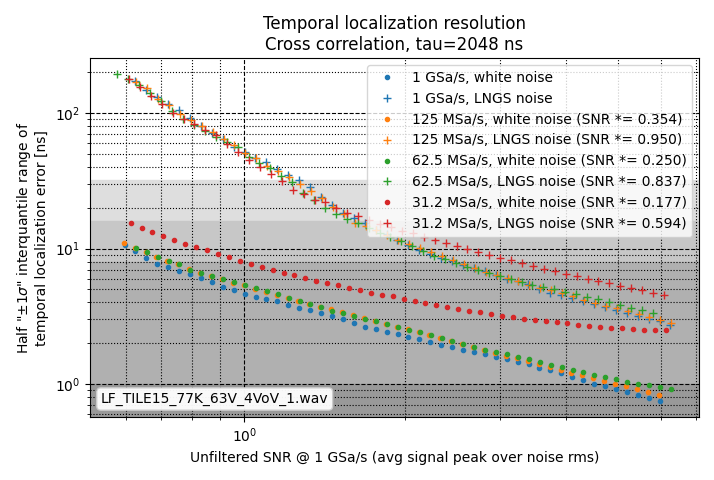 Temporal localization resolution
Cross correlation, tau=2048 ns
Half "±1σ" interquantile range of
temporal localization error [ns]
10²
10¹
10⁰
1 GSa/s, white noise
1 GSa/s, LNGS noise
125 MSa/s, white noise (SNR *= 0.354)
125 MSa/s, LNGS noise (SNR *= 0.950)
62.5 MSa/s, white noise (SNR *= 0.250)
62.5 MSa/s, LNGS noise (SNR *= 0.837)
31.2 MSa/s, white noise (SNR *= 0.177)
31.2 MSa/s, LNGS noise (SNR *= 0.594)
LF_TILE15_77K_63V_4VoV_1.wav
10⁰
Unfiltered SNR @ 1 GSa/s (avg signal peak over noise rms)